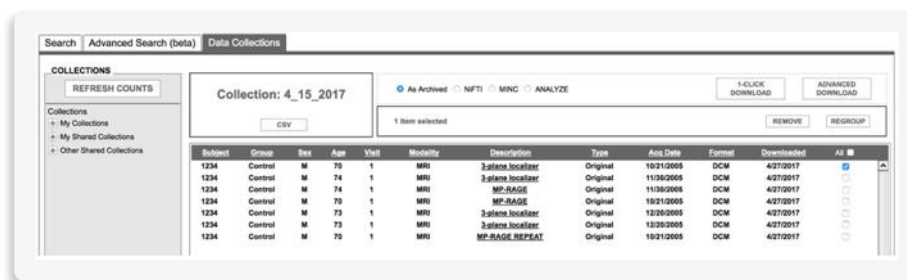 Search Advanced Search (beta) Data Collections
COLLECTIONS
REFRESH COUNTS
Collections
+ My Collections
+ My Shared Collections
+ Other Shared Collections
Collection: 4_15_2017
CSV
As Archived NiFTI MINC ANALYZE
1-CLICK DOWNLOAD
ADVANCED DOWNLOAD
1 item selected
REMOVE REGROUP
Subject Group Sex Age Visit Modality Description Type Acq Date Format Downloaded All
1234 Control M 70 1 MRI 3-plane localizer Original 10/21/2005 DCM 4/27/2017
1234 Control M 74 1 MRI 3-plane localizer Original 11/30/2005 DCM 4/27/2017
1234 Control M 74 1 MRI MP-RAGE Original 11/30/2005 DCM 4/27/2017
1234 Control M 70 1 MRI MP-RAGE Original 10/21/2005 DCM 4/27/2017
1234 Control M 73 1 MRI 3-plane localizer Original 12/20/2005 DCM 4/27/2017
1234 Control M 73 1 MRI 3-plane localizer Original 12/20/2005 DCM 4/27/2017
1234 Control M 70 1 MRI MP-RAGE REPEAT Original 10/21/2005 DCM 4/27/2017